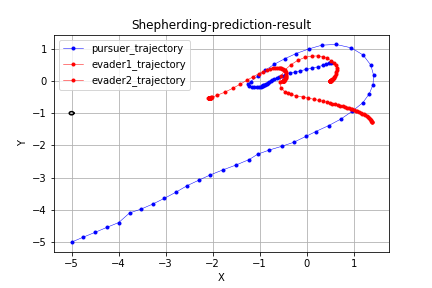 Shepherding-prediction-result
pursuer_trajectory
evader1_trajectory
evader2_trajectory
Y
1
0
−1
−2
−3
−4
−5
−5
−4
−3
−2
−1
0
1
X